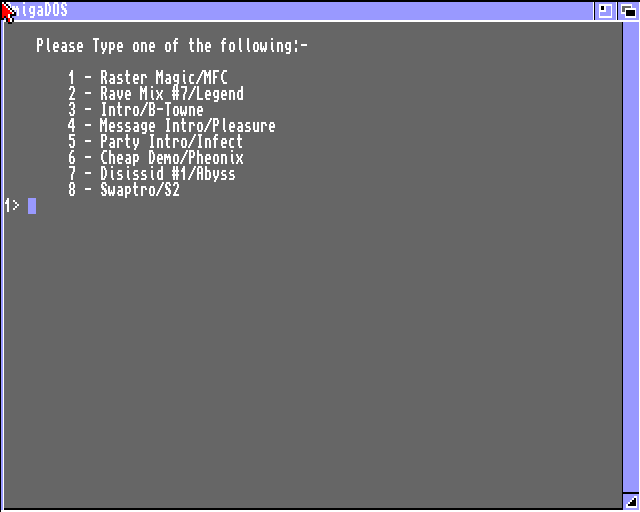 migaDOS
Please Type one of the following:-
1 - Raster Magic/MFC
2 - Rave Mix #7/Legend
3 - Intro/B-Towne
4 - Message Intro/Pleasure
5 - Party Intro/Infect
6 - Cheap Demo/Pheonix
7 - Disissid #1/Abyss
8 - Swaptro/S2
1>